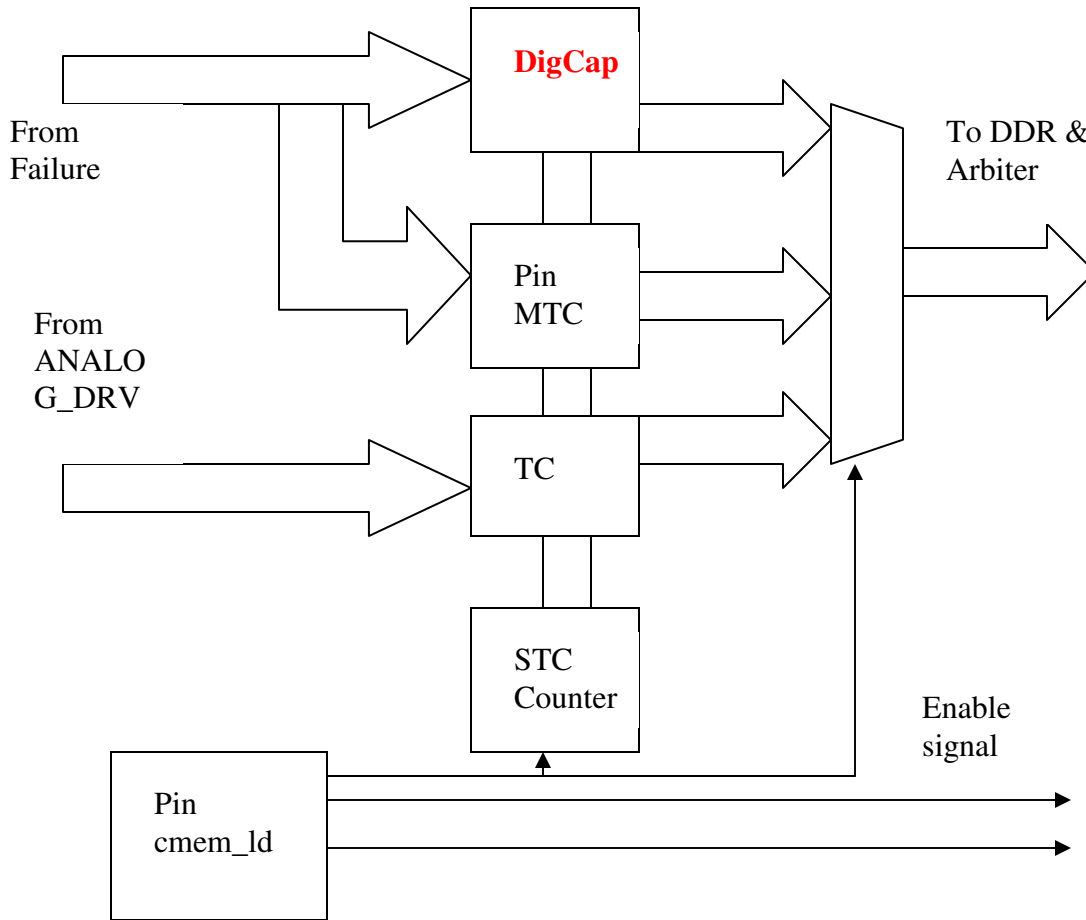 DigCap
From
Failure
To DDR &
Arbiter
Pin
MTC
From
ANALO
G_DRV
TC
STC
Counter
Enable
signal
Pin
cmem_ld